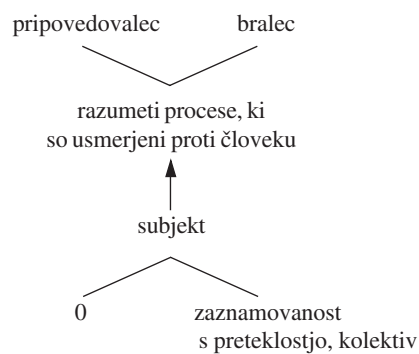 pripovedovalec bralec
razumeti procese, ki
so usmerjeni proti človeku
subjekt
0 zaznamovanost
s preteklostjo, kolektiv